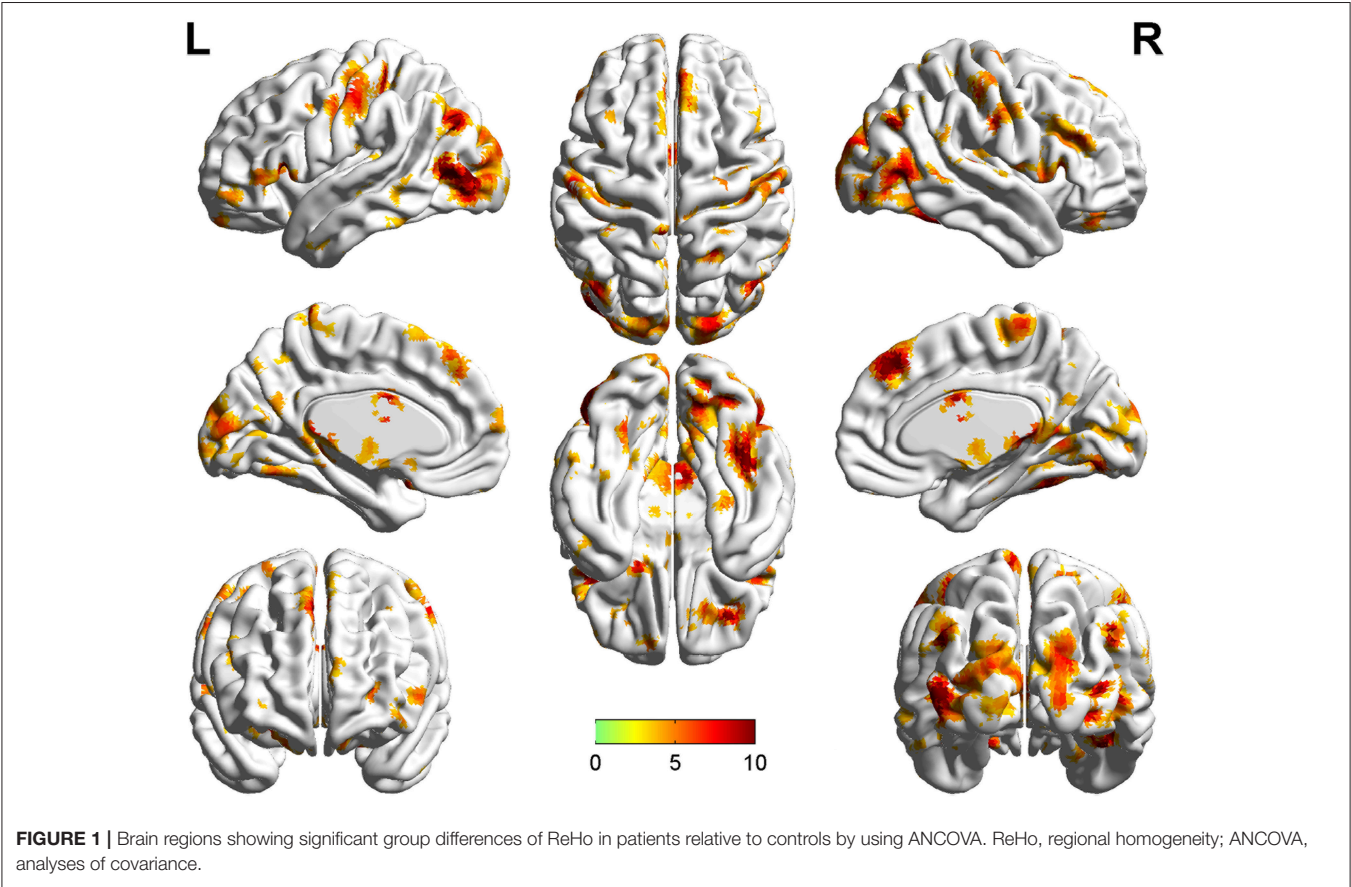 L
R
0 5 10
FIGURE 1 | Brain regions showing significant group differences of ReHo in patients relative to controls by using ANCOVA. ReHo, regional homogeneity; ANCOVA,
analyses of covariance.